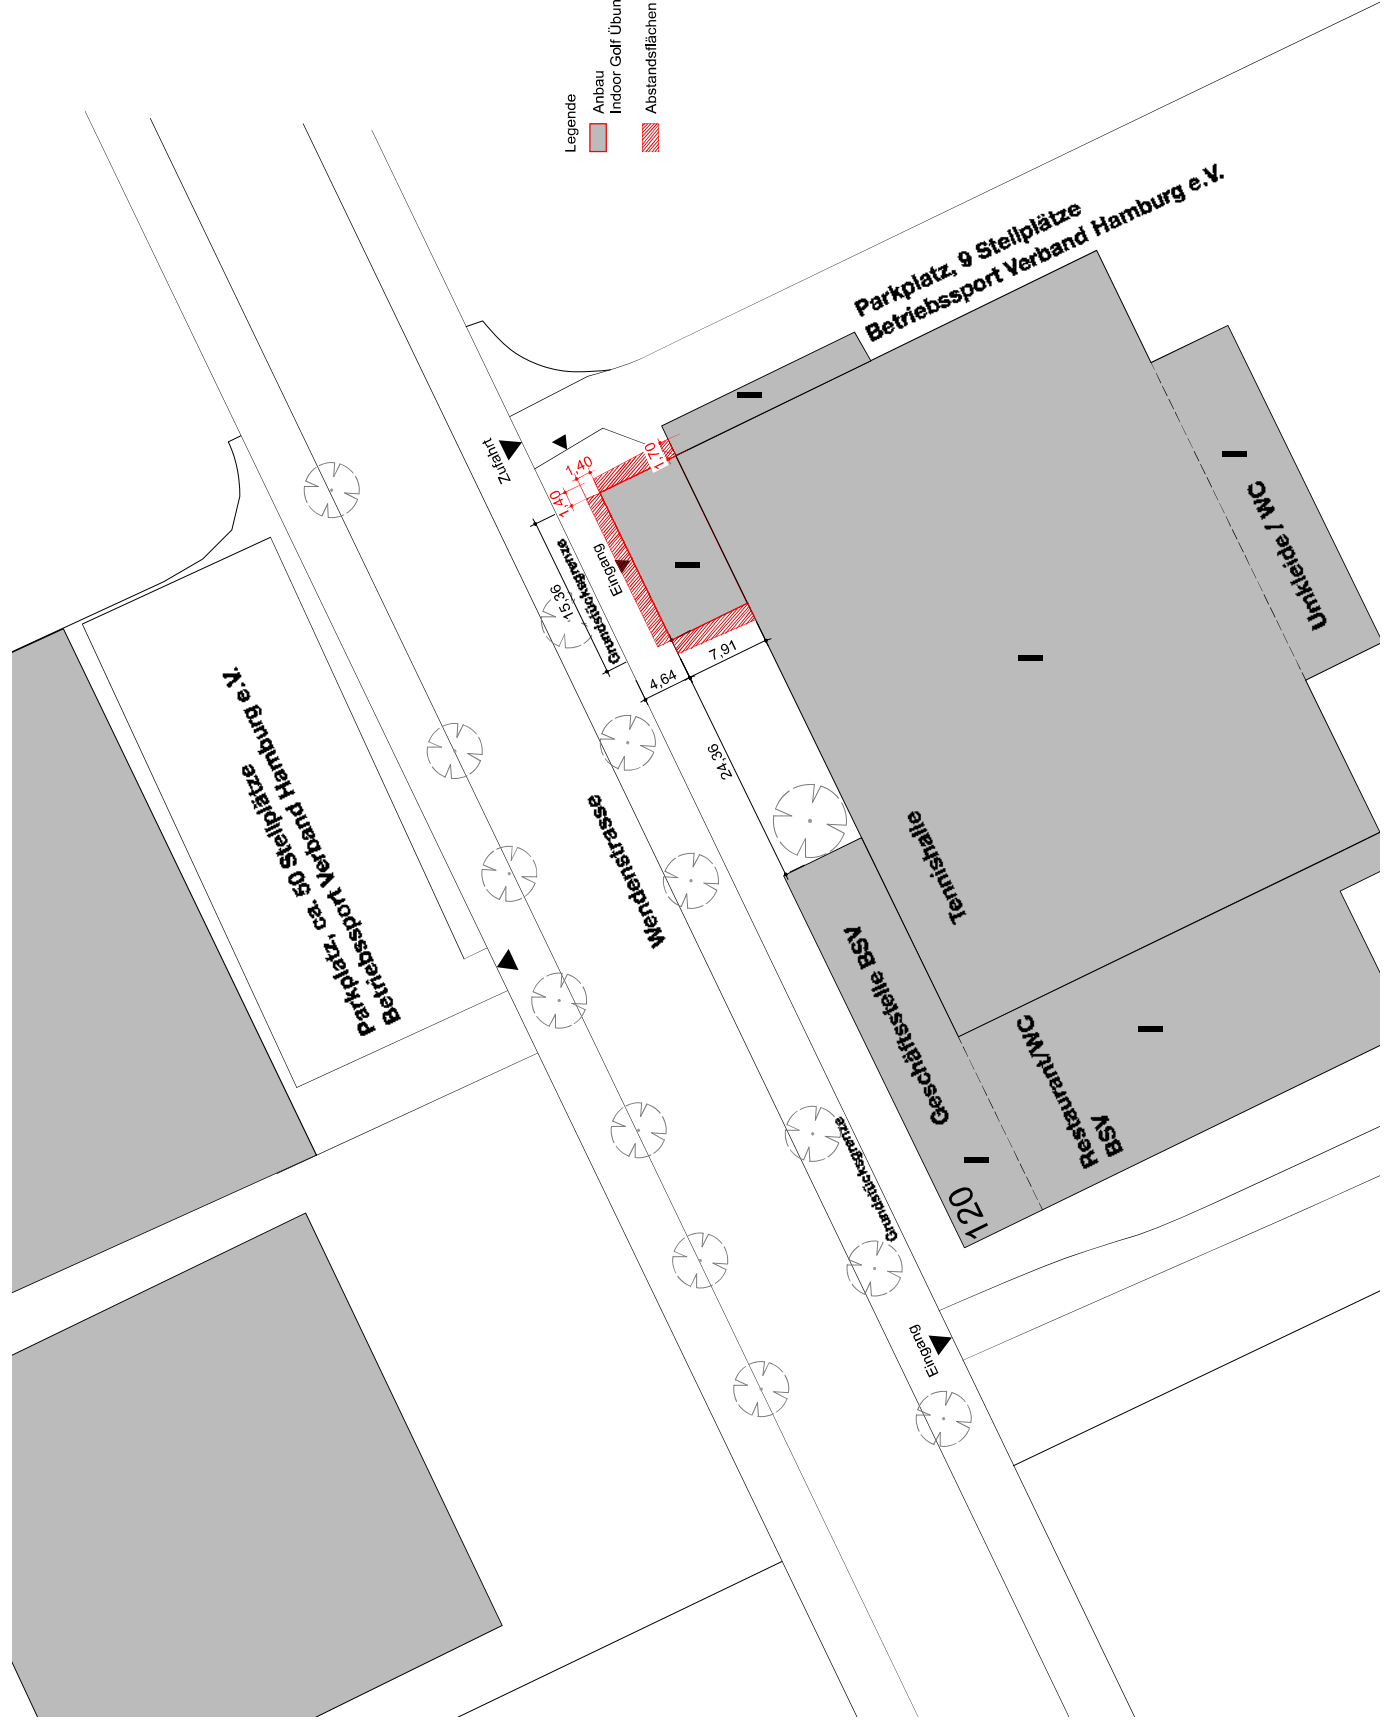 Legende
Anbau
Indoor Golf Übun
Abstandsflächen
Parkplatz, 9 Stellplätze
Betriebssport Verband Hamburg e.V.
Zufahrt
1,40
1,40
1,70
Eingang
15,36
Grundstücksgrenze
4,64
7,91
24,36
I
I
I
I
Umkleide / WC
Parkplatz, ca. 50 Stellplätze
Betriebssport Verband Hamburg e.V.
Wendenstrasse
Tennishalle
Geschäftsstelle BSV
Restaurant/WC
BSV
I
I
120
Grundstücksgrenze
Eingang